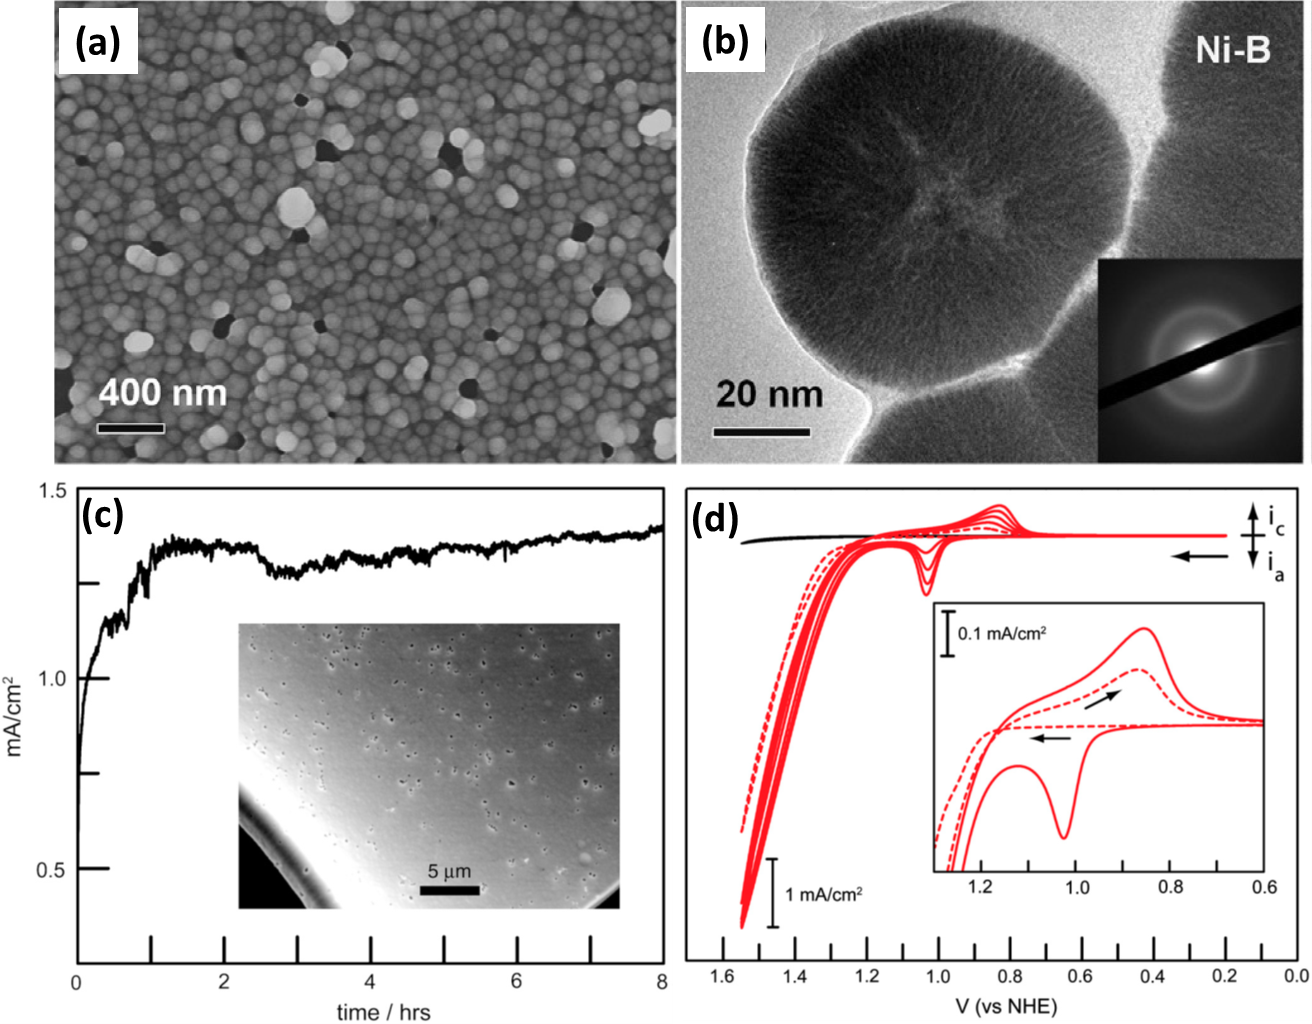 (a)
400 nm
(b)
Ni-B
20 nm
(c)
1.5
1.0
0.5
mA/cm²
5 μm
0
2
4
6
8
time / hrs
(d)
i_c
i_a
0.1 mA/cm²
1.2
1.0
0.8
0.6
1 mA/cm²
1.6
1.4
1.2
1.0
0.8
0.6
0.4
0.2
0.0
V (vs NHE)